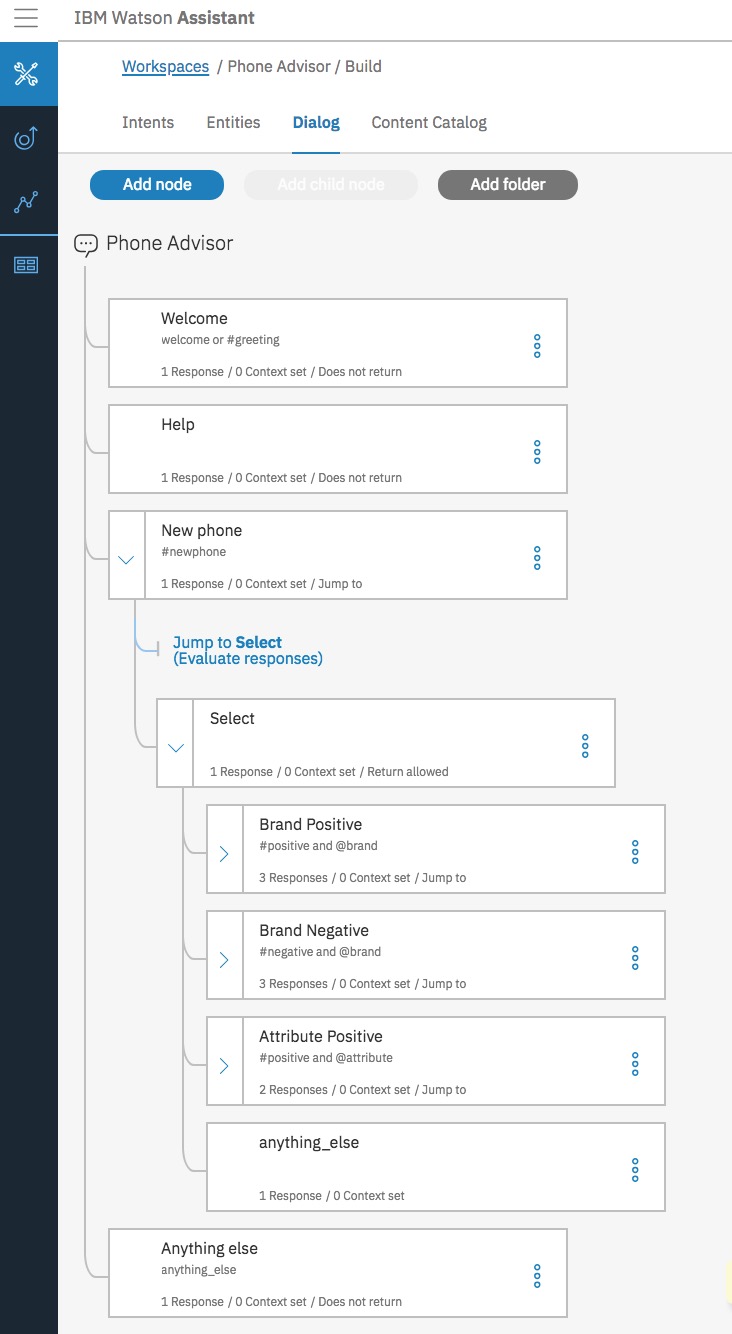 IBM Watson Assistant
Workspaces / Phone Advisor / Build
Intents Entities Dialog Content Catalog
Add node Add child node Add folder
Phone Advisor
Welcome
welcome or #greeting
1 Response / 0 Context set / Does not return
Help
1 Response / 0 Context set / Does not return
New phone
#newphone
1 Response / 0 Context set / Jump to
Jump to Select
(Evaluate responses)
Select
1 Response / 0 Context set / Return allowed
Brand Positive
#positive and @brand
3 Responses / 0 Context set / Jump to
Brand Negative
#negative and @brand
3 Responses / 0 Context set / Jump to
Attribute Positive
#positive and @attribute
2 Responses / 0 Context set / Jump to
anything_else
1 Response / 0 Context set
Anything else
anything_else
1 Response / 0 Context set / Does not return